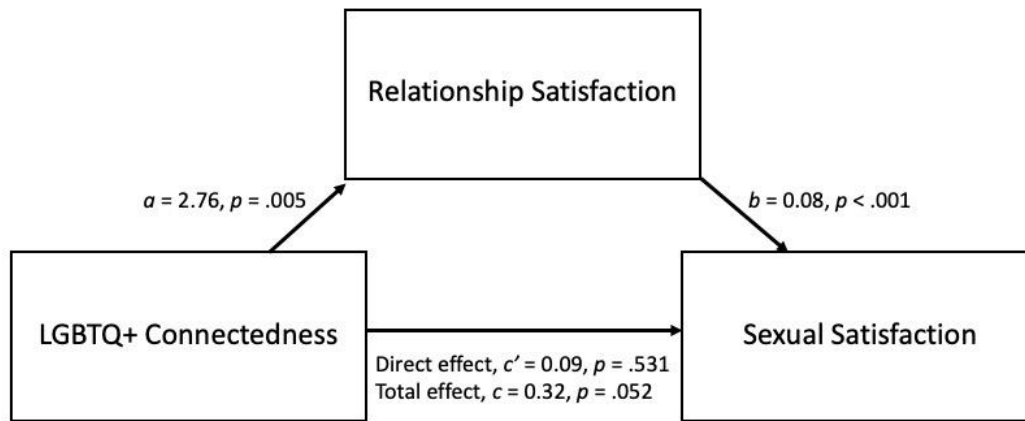 Relationship Satisfaction
a = 2.76, p = .005
b = 0.08, p < .001
LGBTQ+ Connectedness
Sexual Satisfaction
Direct effect, c′ = 0.09, p = .531
Total effect, c = 0.32, p = .052